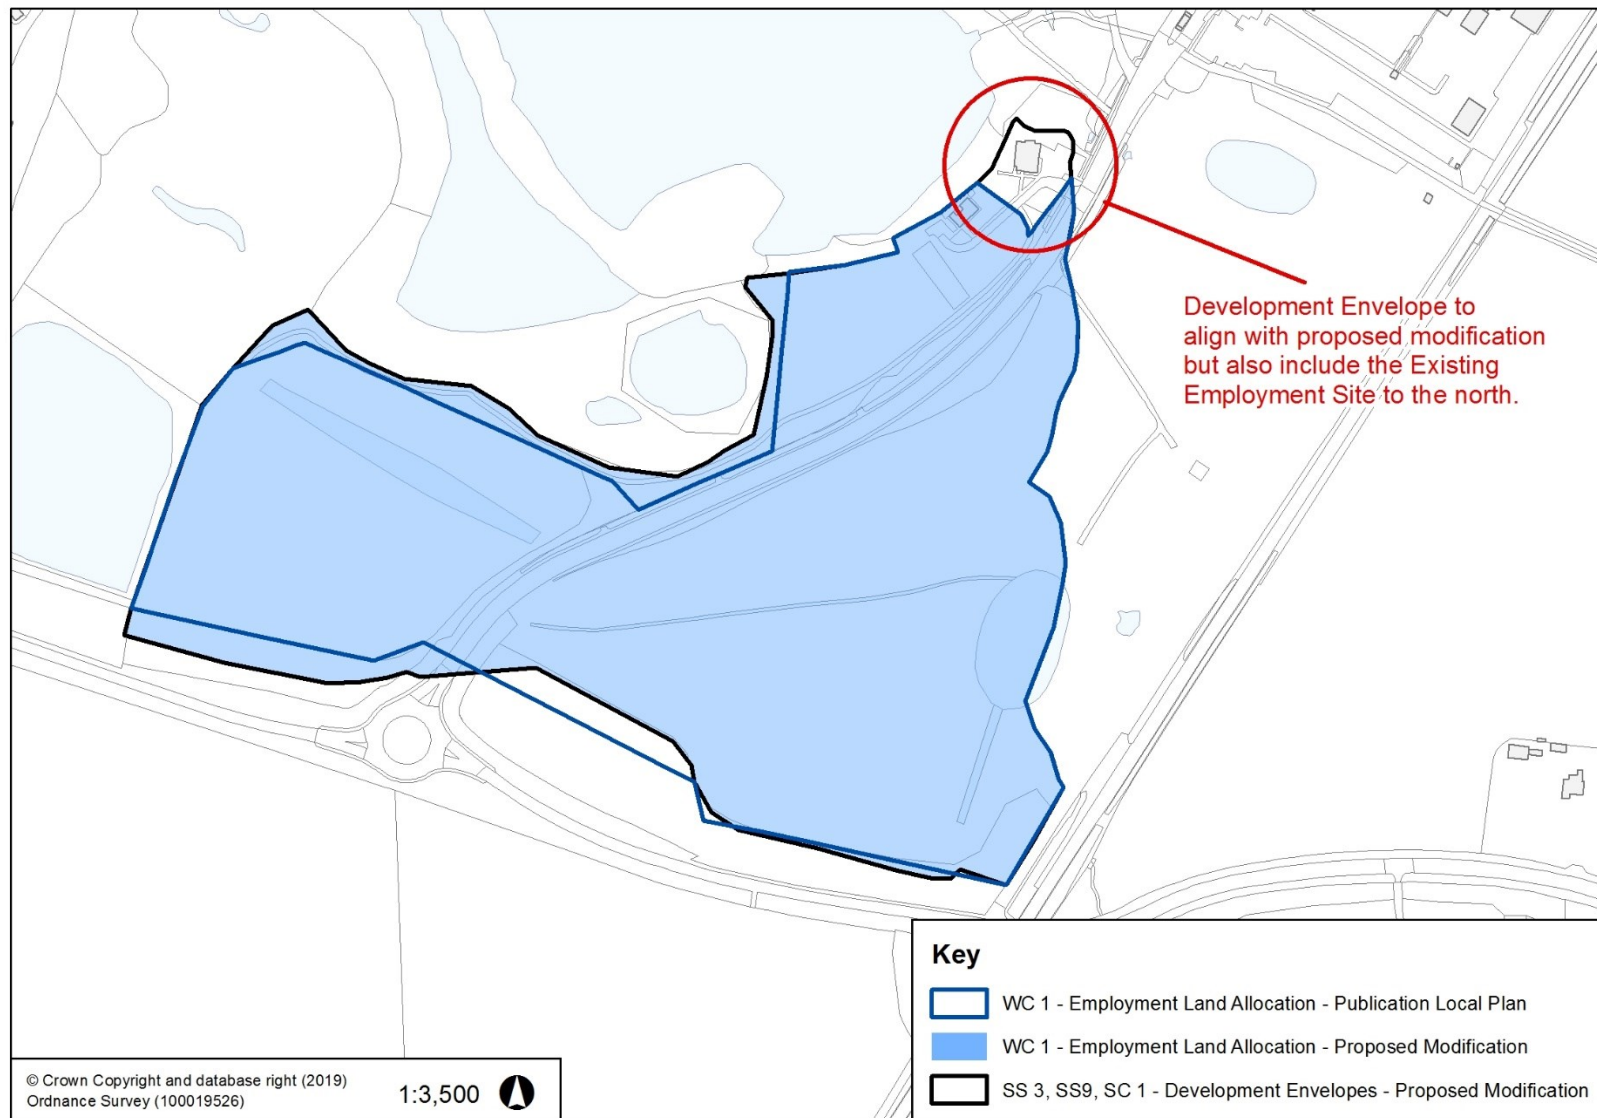 Development Envelope to
align with proposed modification
but also include the Existing
Employment Site to the north.
Key
WC 1 - Employment Land Allocation - Publication Local Plan
WC 1 - Employment Land Allocation - Proposed Modification
SS 3, SS9, SC 1 - Development Envelopes - Proposed Modification
© Crown Copyright and database right (2019)
Ordnance Survey (100019526)
1:3,500